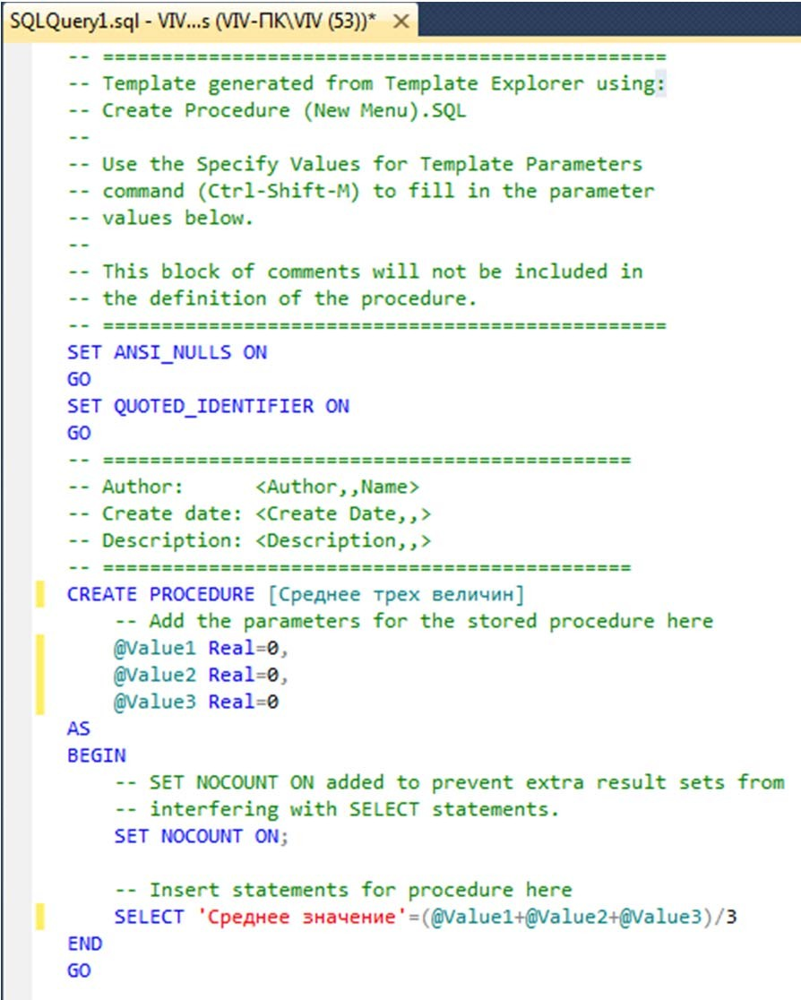 SQLQuery1.sql - VIV...s (VIV-ПК\VIV (53))* ×
-- ================================================
-- Template generated from Template Explorer using:
-- Create Procedure (New Menu).SQL
--
-- Use the Specify Values for Template Parameters
-- command (Ctrl-Shift-M) to fill in the parameter
-- values below.
--
-- This block of comments will not be included in
-- the definition of the procedure.
-- ================================================
SET ANSI_NULLS ON
GO
SET QUOTED_IDENTIFIER ON
GO
-- =============================================
-- Author:      <Author,,Name>
-- Create date: <Create Date,,>
-- Description: <Description,,>
-- =============================================
CREATE PROCEDURE [Среднее трех величин]
    -- Add the parameters for the stored procedure here
    @Value1 Real=0,
    @Value2 Real=0,
    @Value3 Real=0
AS
BEGIN
    -- SET NOCOUNT ON added to prevent extra result sets from
    -- interfering with SELECT statements.
    SET NOCOUNT ON;

    -- Insert statements for procedure here
    SELECT 'Среднее значение'=(@Value1+@Value2+@Value3)/3
END
GO